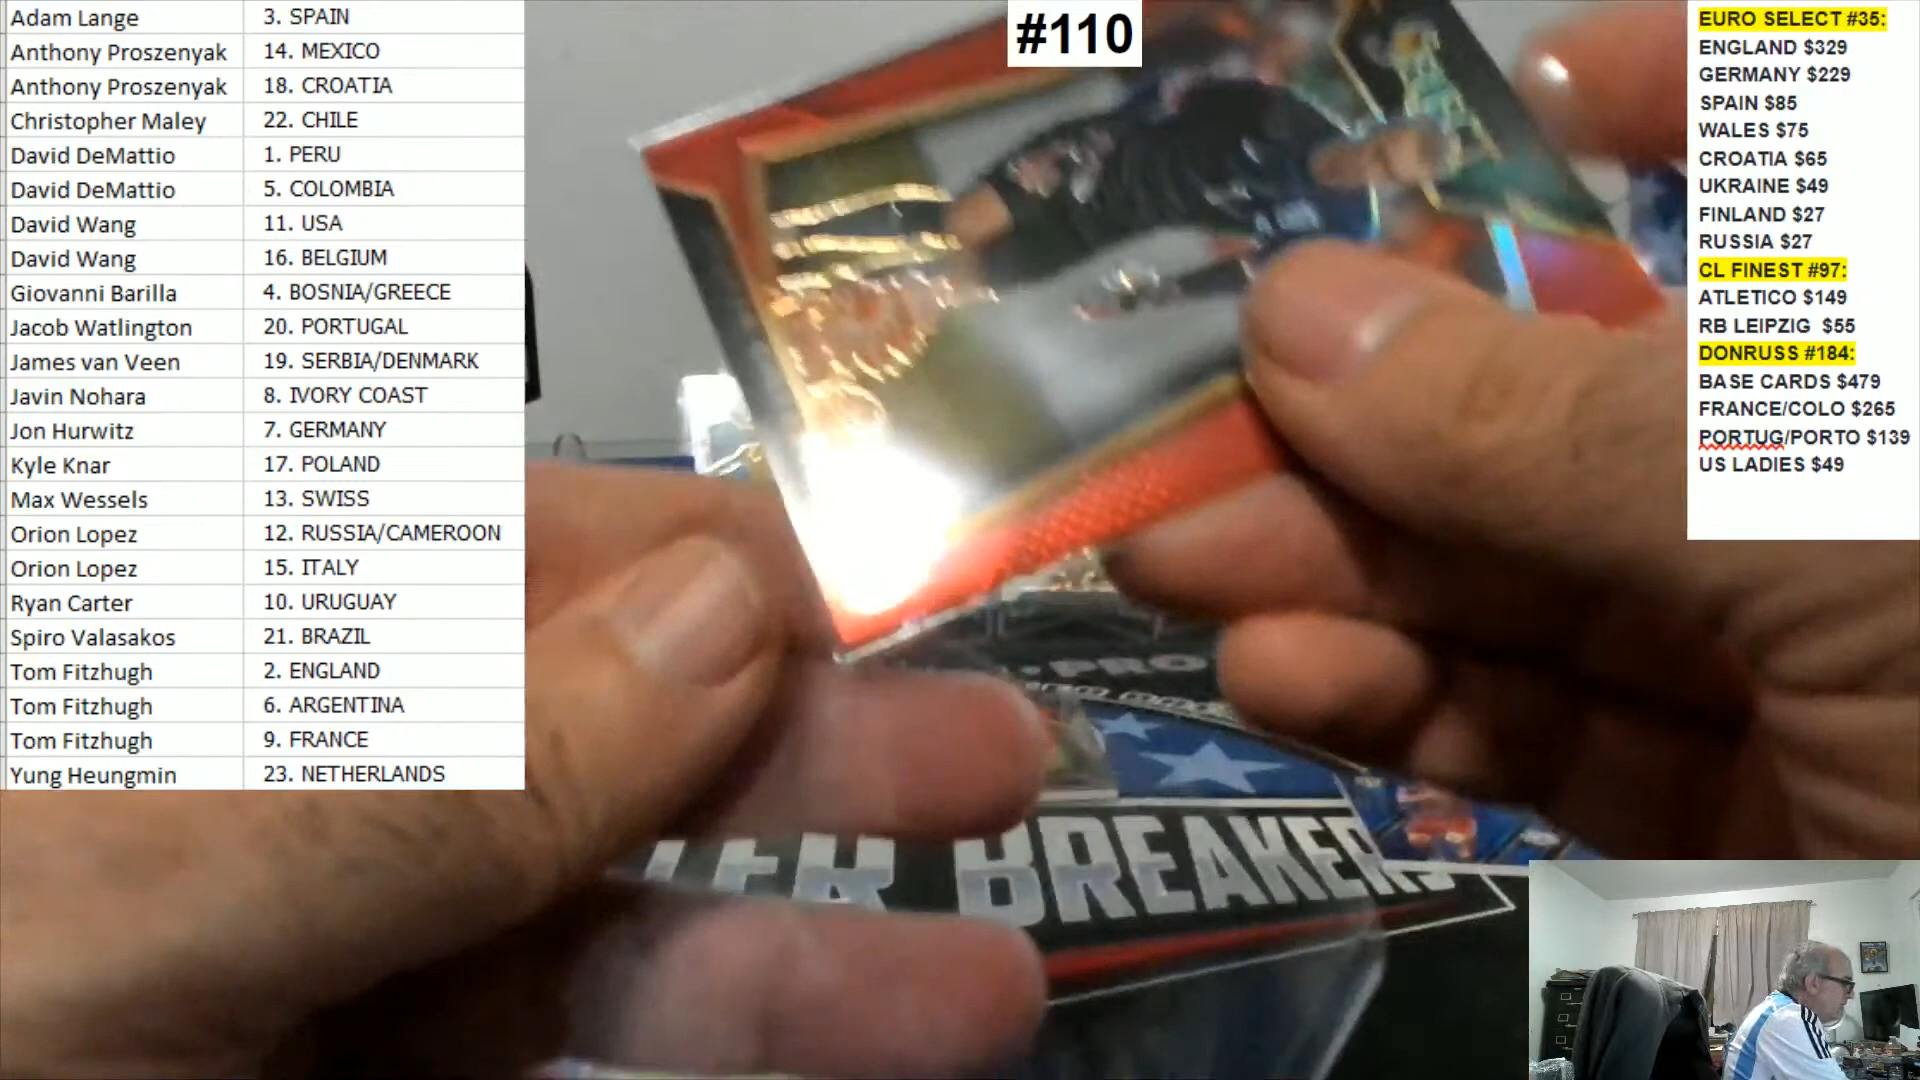 Adam Lange 3. SPAIN
Anthony Proszenyak 14. MEXICO
Anthony Proszenyak 18. CROATIA
Christopher Maley 22. CHILE
David DeMattio 1. PERU
David DeMattio 5. COLOMBIA
David Wang 11. USA
David Wang 16. BELGIUM
Giovanni Barilla 4. BOSNIA/GREECE
Jacob Watlington 20. PORTUGAL
James van Veen 19. SERBIA/DENMARK
Javin Nohara 8. IVORY COAST
Jon Hurwitz 7. GERMANY
Kyle Knar 17. POLAND
Max Wessels 13. SWISS
Orion Lopez 12. RUSSIA/CAMEROON
Orion Lopez 15. ITALY
Ryan Carter 10. URUGUAY
Spiro Valasakos 21. BRAZIL
Tom Fitzhugh 2. ENGLAND
Tom Fitzhugh 6. ARGENTINA
Tom Fitzhugh 9. FRANCE
Yung Heungmin 23. NETHERLANDS
#110
PRO
BREAKERS
EURO SELECT #35:
ENGLAND $329
GERMANY $229
SPAIN $85
WALES $75
CROATIA $65
UKRAINE $49
FINLAND $27
RUSSIA $27
CL FINEST #97:
ATLETICO $149
RB LEIPZIG $55
DONRUSS #184:
BASE CARDS $479
FRANCE/COLO $265
PORTUG/PORTO $139
US LADIES $49